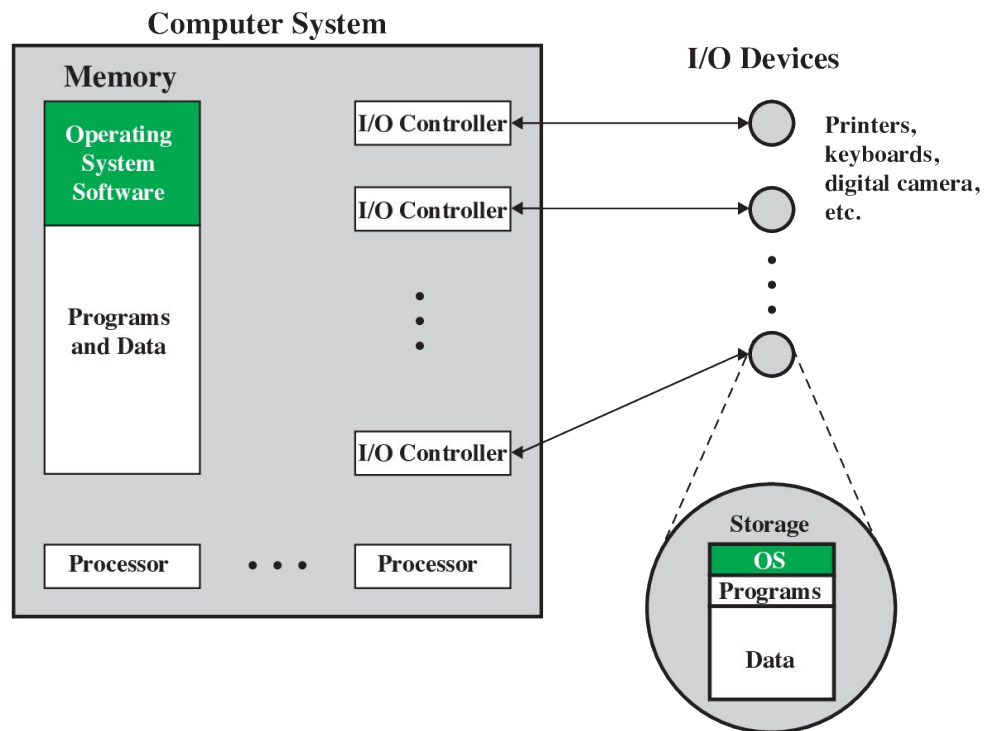 Computer System
I/O Devices
Memory
Operating
System
Software
Programs
and Data
I/O Controller
I/O Controller
I/O Controller
Processor
Processor
Printers,
keyboards,
digital camera,
etc.
Storage
OS
Programs
Data